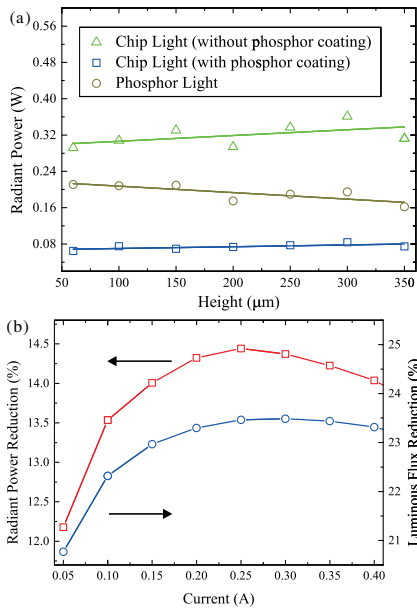 (a)
0.56
0.48
0.40
0.32
0.24
0.16
0.08
Radiant Power (W)
Chip Light (without phosphor coating)
Chip Light (with phosphor coating)
Phosphor Light
50 100 150 200 250 300 350
Height (μm)
(b)
14.5
14.0
13.5
13.0
12.5
12.0
Radiant Power Reduction (%)
25
24
23
22
21
Luminous Flux Reduction (%)
0.05 0.10 0.15 0.20 0.25 0.30 0.35 0.40
Current (A)